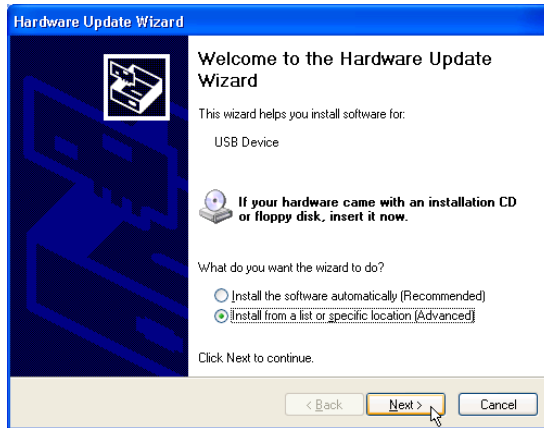 Hardware Update Wizard
Welcome to the Hardware Update
Wizard
This wizard helps you install software for:
USB Device
If your hardware came with an installation CD
or floppy disk, insert it now.
What do you want the wizard to do?
Install the software automatically (Recommended)
Install from a list or specific location (Advanced)
Click Next to continue.
< Back Next > Cancel